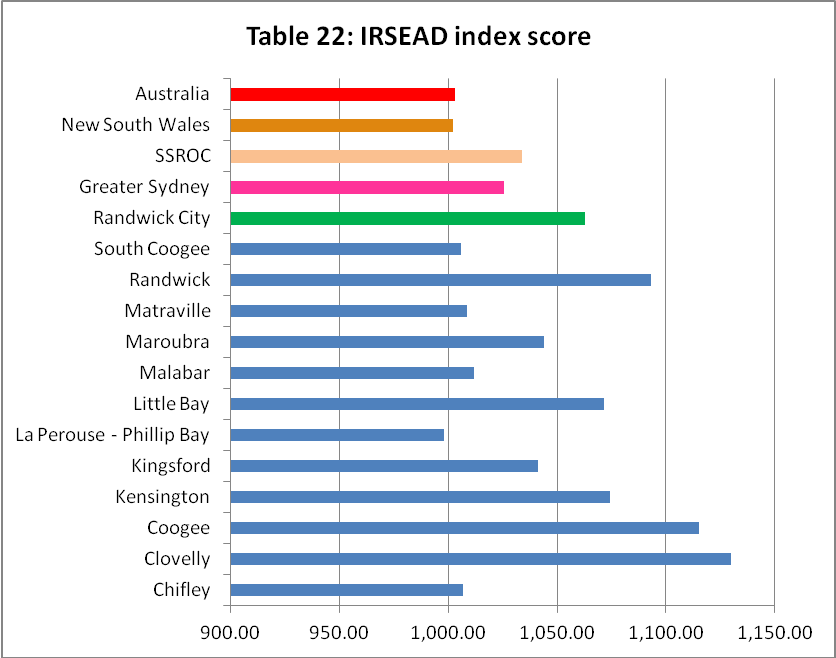 Table 22: IRSEAD index score
Australia
New South Wales
SSROC
Greater Sydney
Randwick City
South Coogee
Randwick
Matraville
Maroubra
Malabar
Little Bay
La Perouse - Phillip Bay
Kingsford
Kensington
Coogee
Clovelly
Chifley
900.00 950.00 1,000.00 1,050.00 1,100.00 1,150.00